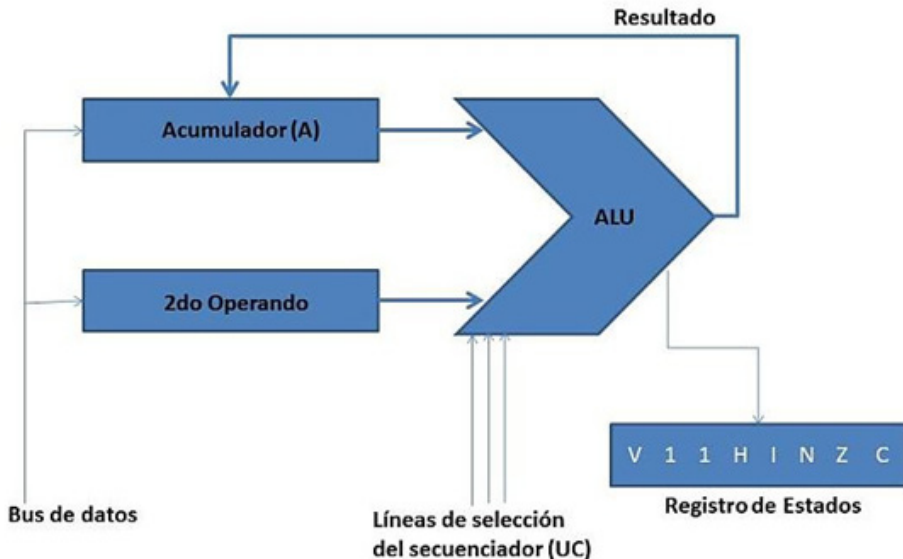 Resultado
Acumulador (A)
ALU
2do Operando
V 1 1 H I N Z C
Registro de Estados
Bus de datos
Líneas de selección
del secuenciador (UC)